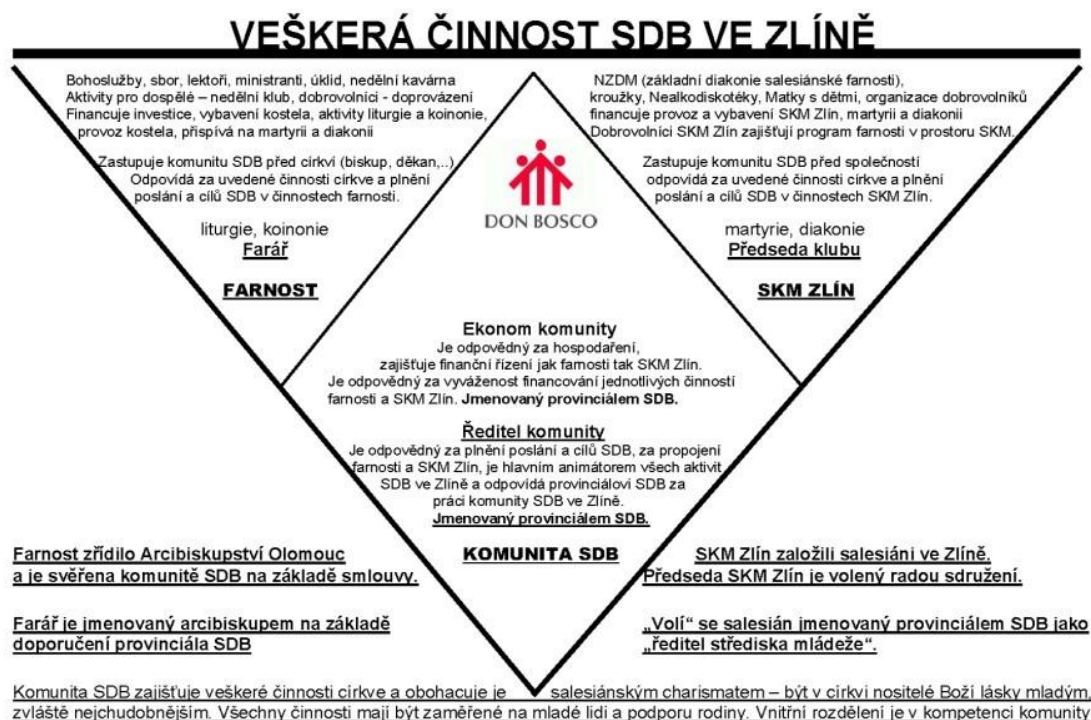 VEŠKERÁ ČINNOST SDB VE ZLÍNĚ
Bohoslužby, sbor, lektoři, ministranti, úklid, nedělní kavárna
Aktivity pro dospělé – nedělní klub, dobrovolníci - doprovázení
Financuje investice, vybavení kostela, aktivity liturgie a koinonie,
provoz kostela, přispívá na martyrii a diakonii
Zastupuje komunitu SDB před církví (biskup, děkan,..)
Odpovídá za uvedené činnosti církve a plnění
poslání a cílů SDB v činnostech farnosti.
liturgie, koinonie
Farář
FARNOST
DON BOSCO
NZDM (základní diakonie salesiánské farnosti),
kroužky, Nealkodiskotéky, Matky s dětmi, organizace dobrovolníků
financuje provoz a vybavení SKM Zlín, martyrii a diakonii
Dobrovolníci SKM Zlín zajišťují program farnosti v prostoru SKM.
Zastupuje komunitu SDB před společností
odpovídá za uvedené činnosti církve a plnění
poslání a cílů SDB v činnostech SKM Zlín.
martyrie, diakonie
Předseda klubu
SKM ZLÍN
Ekonom komunity
Je odpovědný za hospodaření,
zajišťuje finanční řízení jak farnosti tak SKM Zlín.
Je odpovědný za vyváženost financování jednotlivých činností
farnosti a SKM Zlín. Jmenovaný provinciálem SDB.
Ředitel komunity
Je odpovědný za plnění poslání a cílů SDB, za propojení
farnosti a SKM Zlín, je hlavním animátorem všech aktivit
SDB ve Zlíně a odpovídá provinciálovi SDB za
práci komunity SDB ve Zlíně.
Jmenovaný provinciálem SDB.
KOMUNITA SDB
Farnost zřídilo Arcibiskupství Olomouc
a je svěřena komunitě SDB na základě smlouvy.
Farář je jmenovaný arcibiskupem na základě
doporučení provinciála SDB
SKM Zlín založili salesiáni ve Zlíně.
Předseda SKM Zlín je volený radou sdružení.
„Volí“ se salesián jmenovaný provinciálem SDB jako
„ředitel střediska mládeže“.
Komunita SDB zajišťuje veškeré činnosti církve a obohacuje je salesiánským charismatem – být v církvi nositelé Boží lásky mladým,
zvláště nejchudobnějším. Všechny činnosti mají být zaměřené na mladé lidi a podporu rodiny. Vnitřní rozdělení je v kompetenci komunity